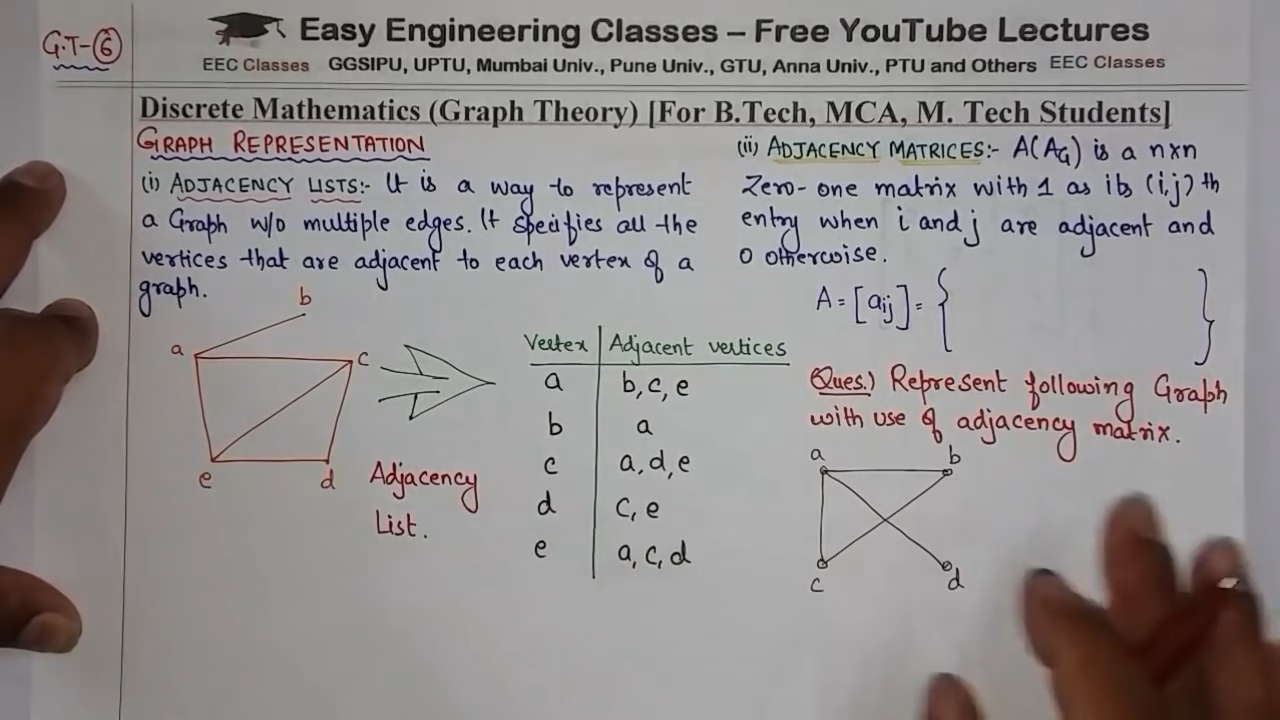 G.T-6
Easy Engineering Classes – Free YouTube Lectures
EEC Classes GGSIPU, UPTU, Mumbai Univ., Pune Univ., GTU, Anna Univ., PTU and Others EEC Classes
Discrete Mathematics (Graph Theory) [For B.Tech, MCA, M. Tech Students]
GRAPH REPRESENTATION
(i) ADJACENCY LISTS:- It is a way to represent
a Graph w/o multiple edges. It specifies all the
vertices that are adjacent to each vertex of a
graph.
b
a
c
e
d
Adjacency
List.
Vertex | Adjacent vertices
a | b, c, e
b | a
c | a, d, e
d | c, e
e | a, c, d
(ii) ADJACENCY MATRICES:- A(AG) is a n×n
Zero-one matrix with 1 as its (i,j)th
entry when i and j are adjacent and
0 otherwise.
A = [aij] = { }
Ques.) Represent following Graph
with use of adjacency matrix.
a
b
c
d